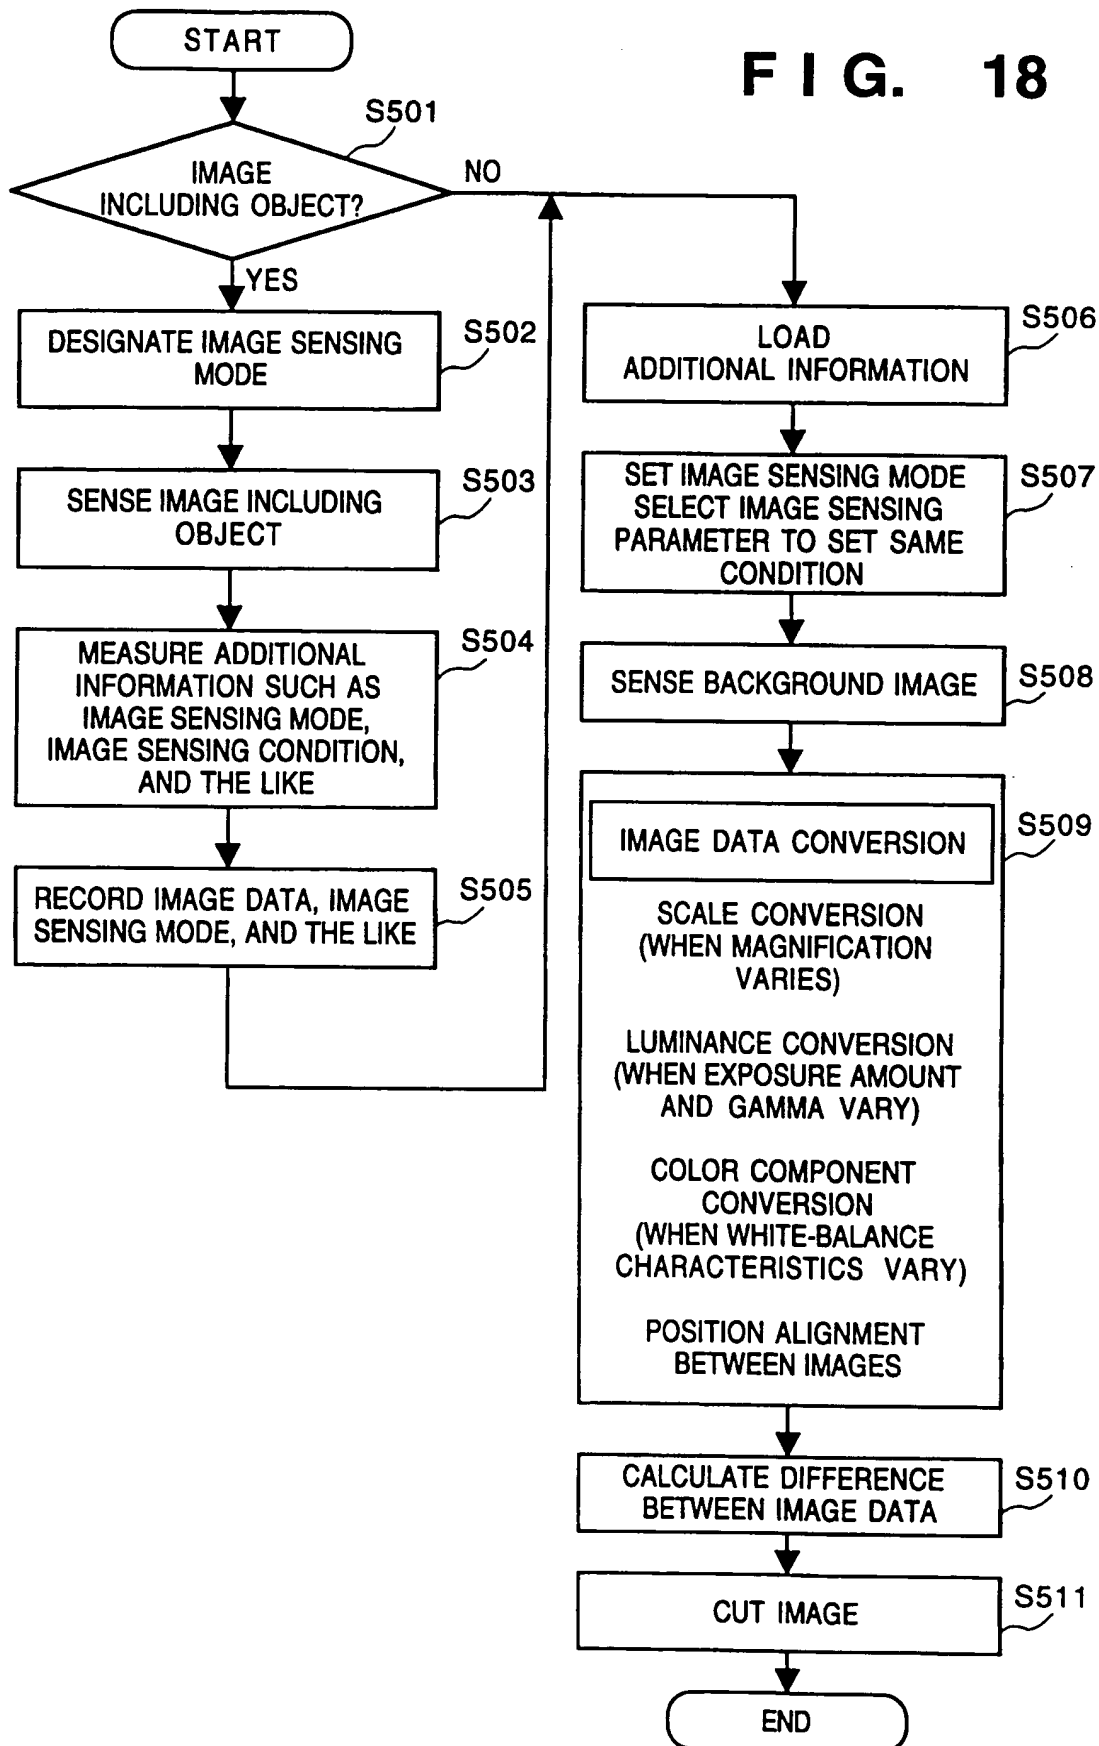 FIG. 18
START
S501
IMAGE
INCLUDING OBJECT?
NO
YES
S502
DESIGNATE IMAGE SENSING
MODE
S503
SENSE IMAGE INCLUDING
OBJECT
S504
MEASURE ADDITIONAL
INFORMATION SUCH AS
IMAGE SENSING MODE,
IMAGE SENSING CONDITION,
AND THE LIKE
S505
RECORD IMAGE DATA, IMAGE
SENSING MODE, AND THE LIKE
S506
LOAD
ADDITIONAL INFORMATION
S507
SET IMAGE SENSING MODE
SELECT IMAGE SENSING
PARAMETER TO SET SAME
CONDITION
S508
SENSE BACKGROUND IMAGE
S509
IMAGE DATA CONVERSION
SCALE CONVERSION
(WHEN MAGNIFICATION
VARIES)
LUMINANCE CONVERSION
(WHEN EXPOSURE AMOUNT
AND GAMMA VARY)
COLOR COMPONENT
CONVERSION
(WHEN WHITE-BALANCE
CHARACTERISTICS VARY)
POSITION ALIGNMENT
BETWEEN IMAGES
S510
CALCULATE DIFFERENCE
BETWEEN IMAGE DATA
S511
CUT IMAGE
END